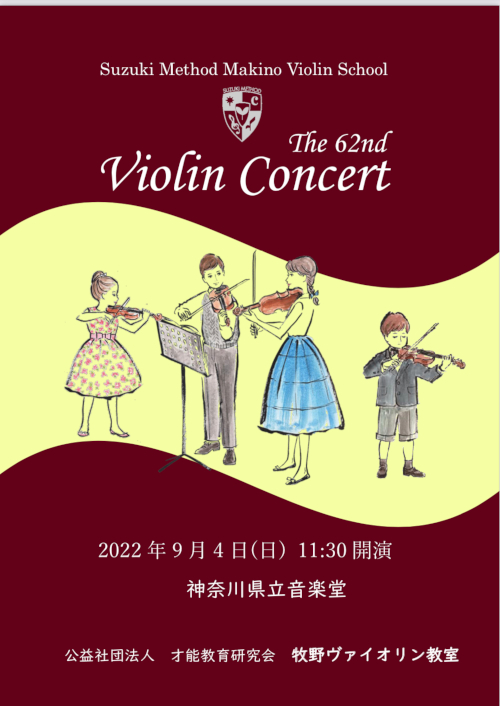 Suzuki Method Makino Violin School
SUZUKI METHOD
The 62nd
Violin Concert
2022 年 9 月 4 日(日) 11:30 開演
神奈川県立音楽堂
公益社団法人 才能教育研究会 牧野ヴァイオリン教室